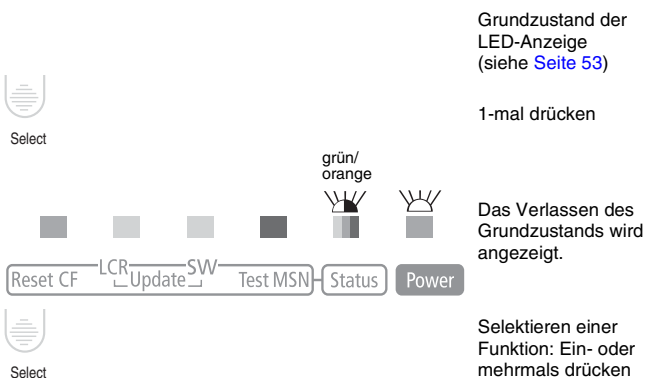 Grundzustand der
LED-Anzeige
(siehe Seite 53)
1-mal drücken
Select
grün/
orange
Das Verlassen des
Grundzustands wird
angezeigt.
Reset CF LCR Update SW Test MSN Status Power
Selektieren einer
Funktion: Ein- oder
mehrmals drücken
Select